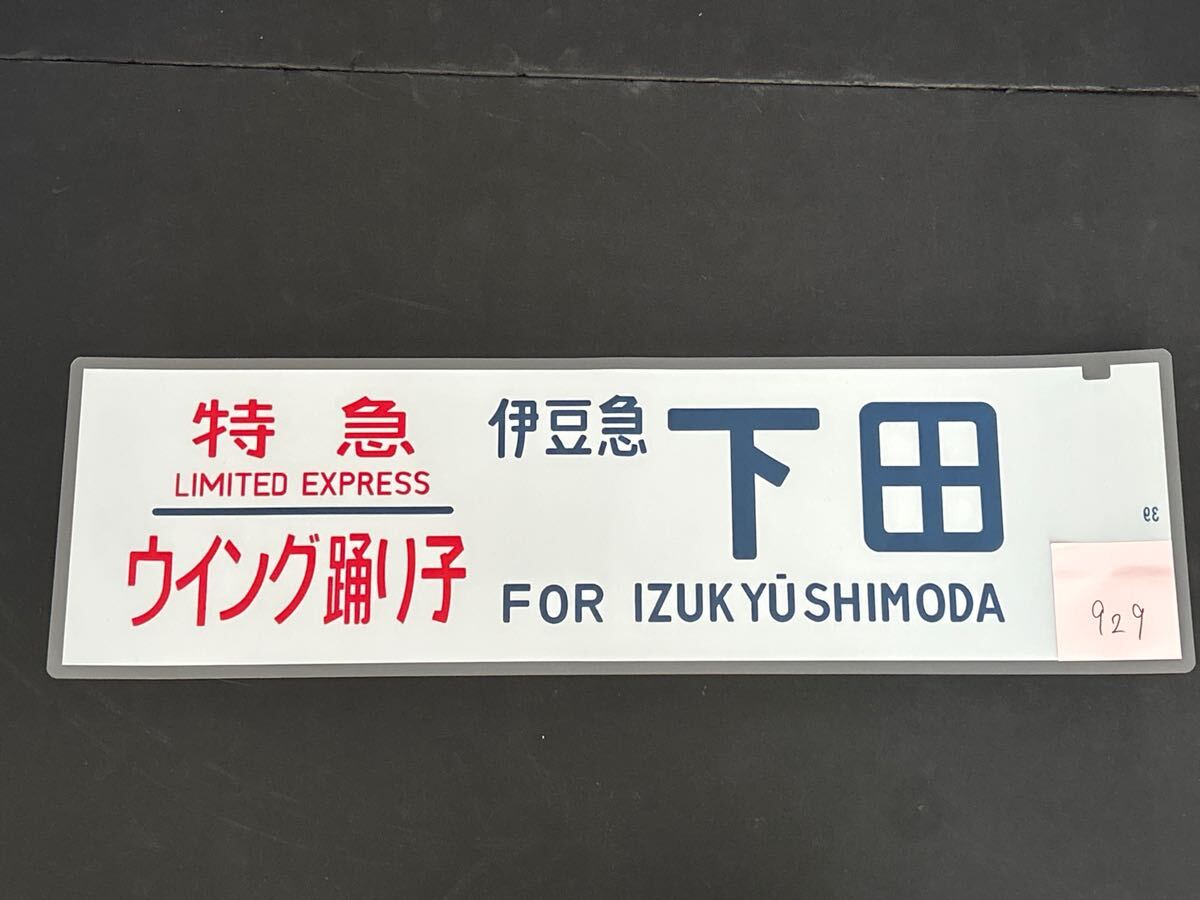 特急
LIMITED EXPRESS
ウイング踊り子
伊豆急下田
FOR IZUKYŪSHIMODA
39
929